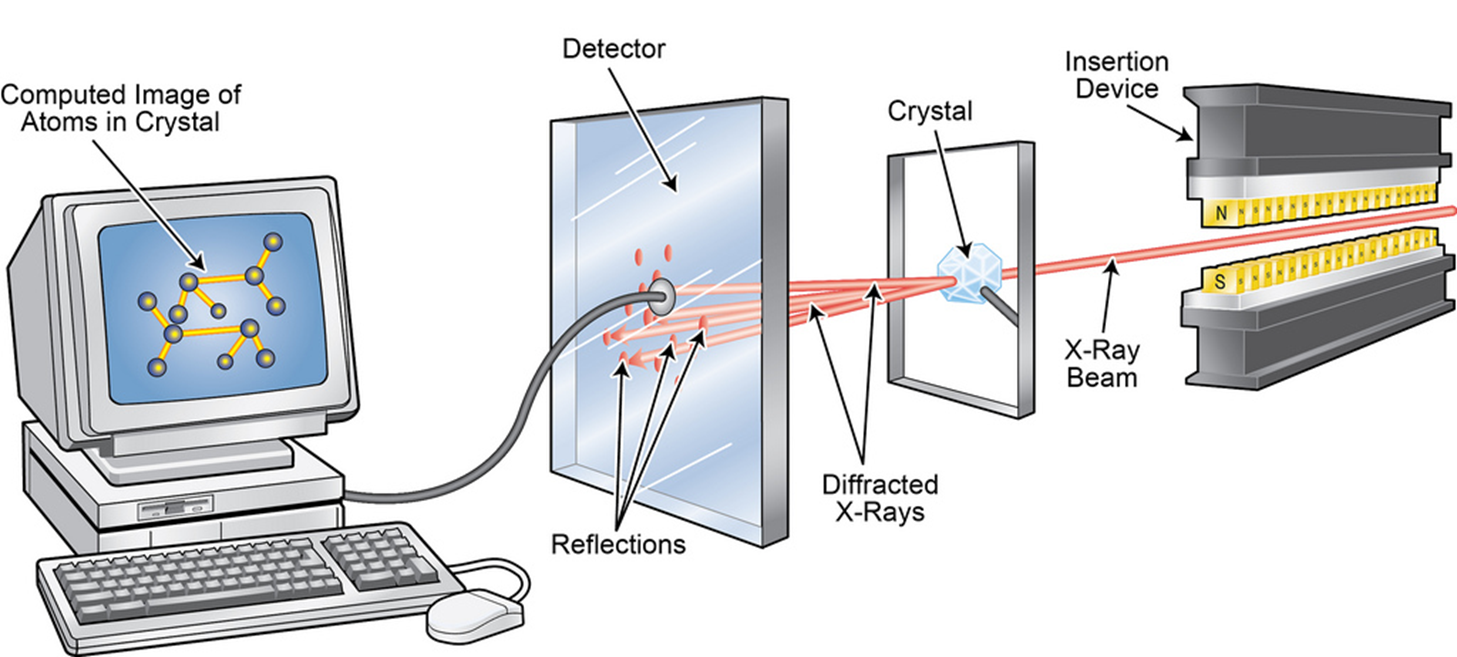 Detector
Insertion
Device
Computed Image of
Atoms in Crystal
Crystal
N
S
X-Ray
Beam
Diffracted
X-Rays
Reflections